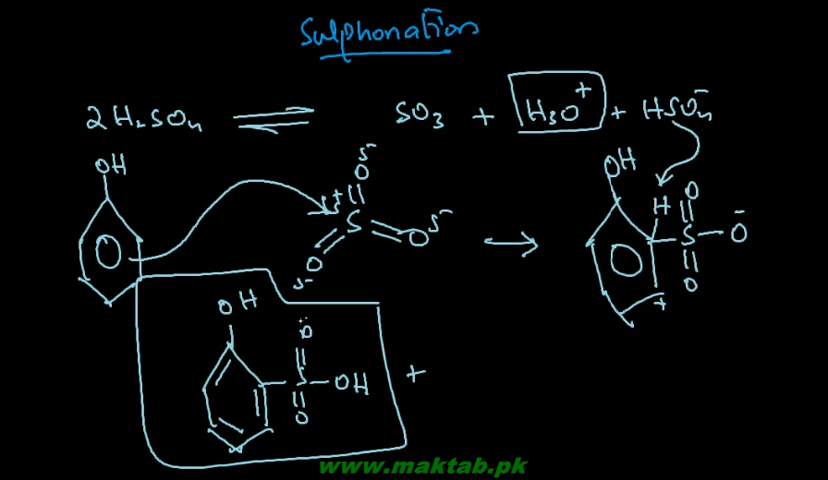 Sulphonation
2H₂SO₄ ⇌ SO₃ + H₃O⁺ + HSO₄⁻
OH
δ⁻
O
δ⁺
S
O δ⁻
O
δ⁻
→
OH
H O
S – O⁻
O
+
OH
O
S – OH
O
+
www.maktab.pk